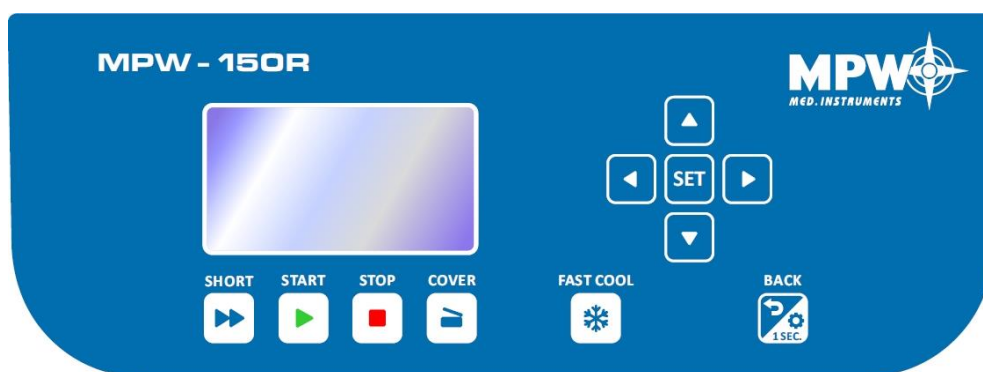 MPW - 150R
MPW
MED. INSTRUMENTS
SET
SHORT START STOP COVER FAST COOL BACK
1 SEC.